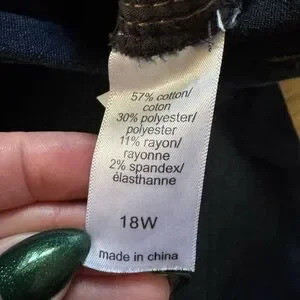 57% cotton/
coton
30% polyester/
polyester
11% rayon/
rayonne
2% spandex/
élasthanne
18W
made in china